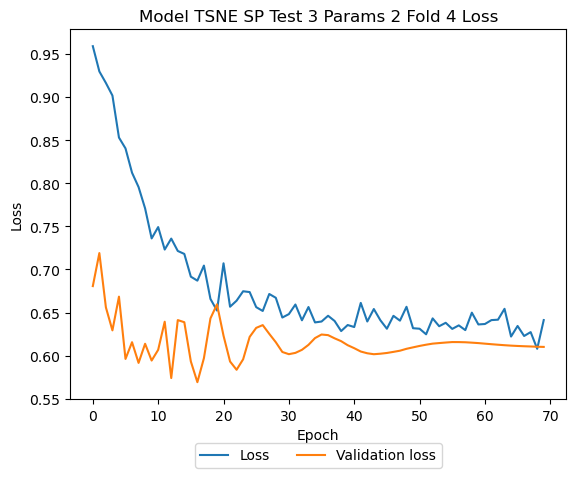 Model TSNE SP Test 3 Params 2 Fold 4 Loss
0.95
0.90
0.85
0.80
0.75
0.70
0.65
0.60
0.55
Loss
0 10 20 30 40 50 60 70
Epoch
Loss Validation loss